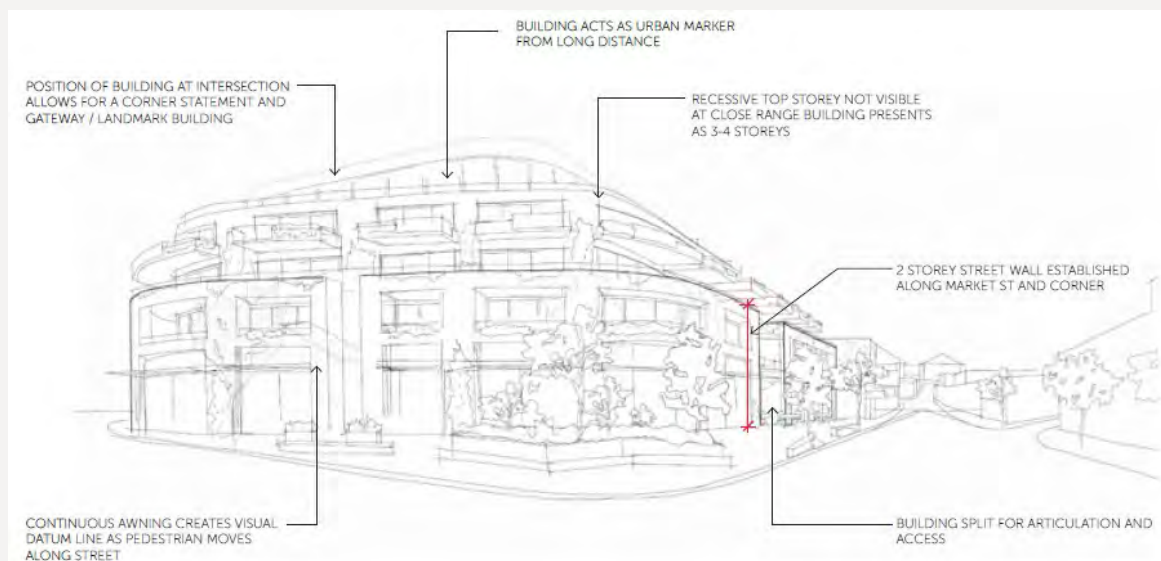 BUILDING ACTS AS URBAN MARKER
FROM LONG DISTANCE
POSITION OF BUILDING AT INTERSECTION
ALLOWS FOR A CORNER STATEMENT AND
GATEWAY / LANDMARK BUILDING
RECESSIVE TOP STOREY NOT VISIBLE
AT CLOSE RANGE BUILDING PRESENTS
AS 3-4 STOREYS
2 STOREY STREET WALL ESTABLISHED
ALONG MARKET ST AND CORNER
CONTINUOUS AWNING CREATES VISUAL
DATUM LINE AS PEDESTRIAN MOVES
ALONG STREET
BUILDING SPLIT FOR ARTICULATION AND
ACCESS